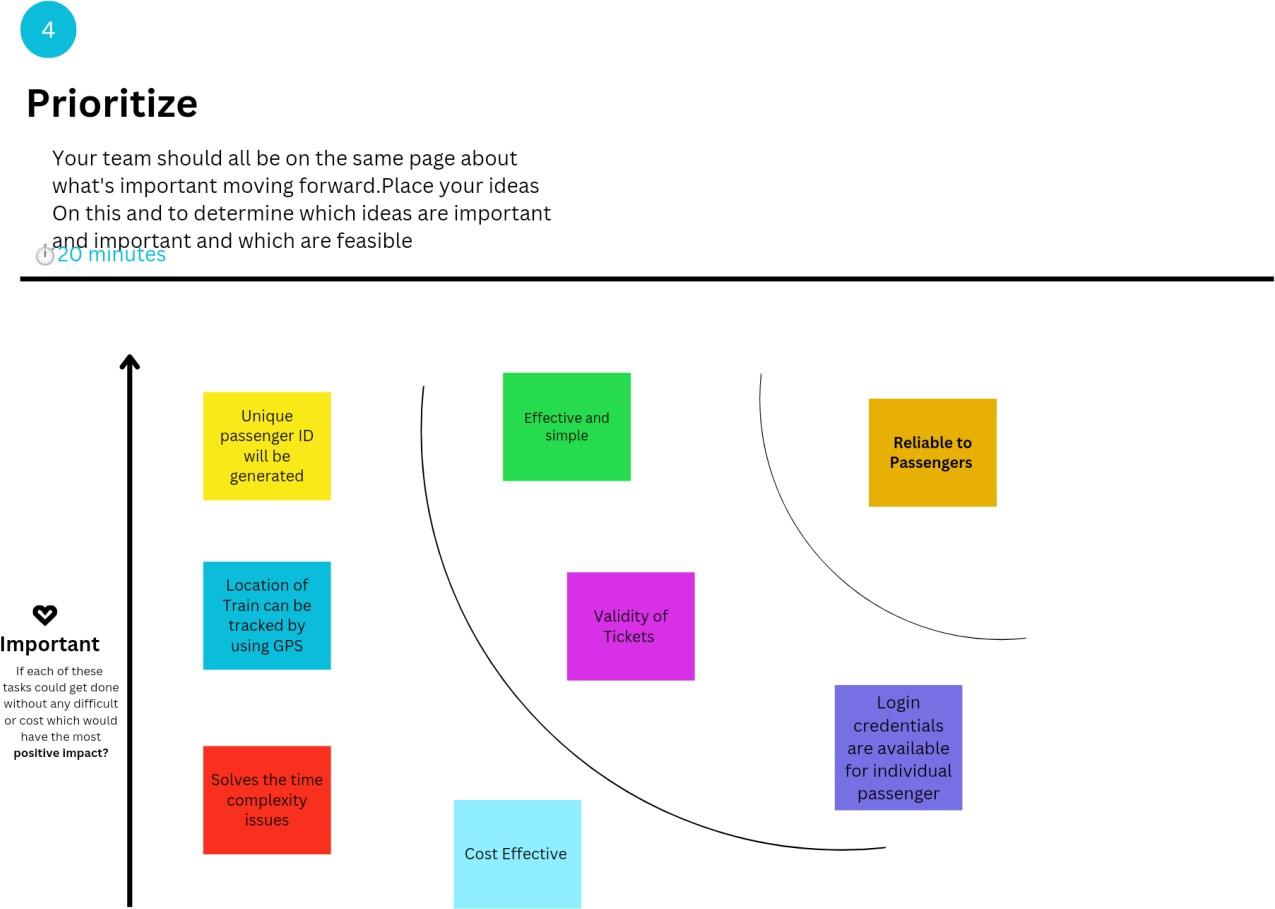 4
Prioritize
Your team should all be on the same page about
what's important moving forward.Place your ideas
On this and to determine which ideas are important
and important and which are feasible
20 minutes
Unique
passenger ID
will be
generated
Effective and
simple
Reliable to
Passengers
Location of
Train can be
tracked by
using GPS
Validity of
Tickets
Important
If each of these
tasks could get done
without any difficult
or cost which would
have the most
positive impact?
Login
credentials
are available
for individual
passenger
Solves the time
complexity
issues
Cost Effective